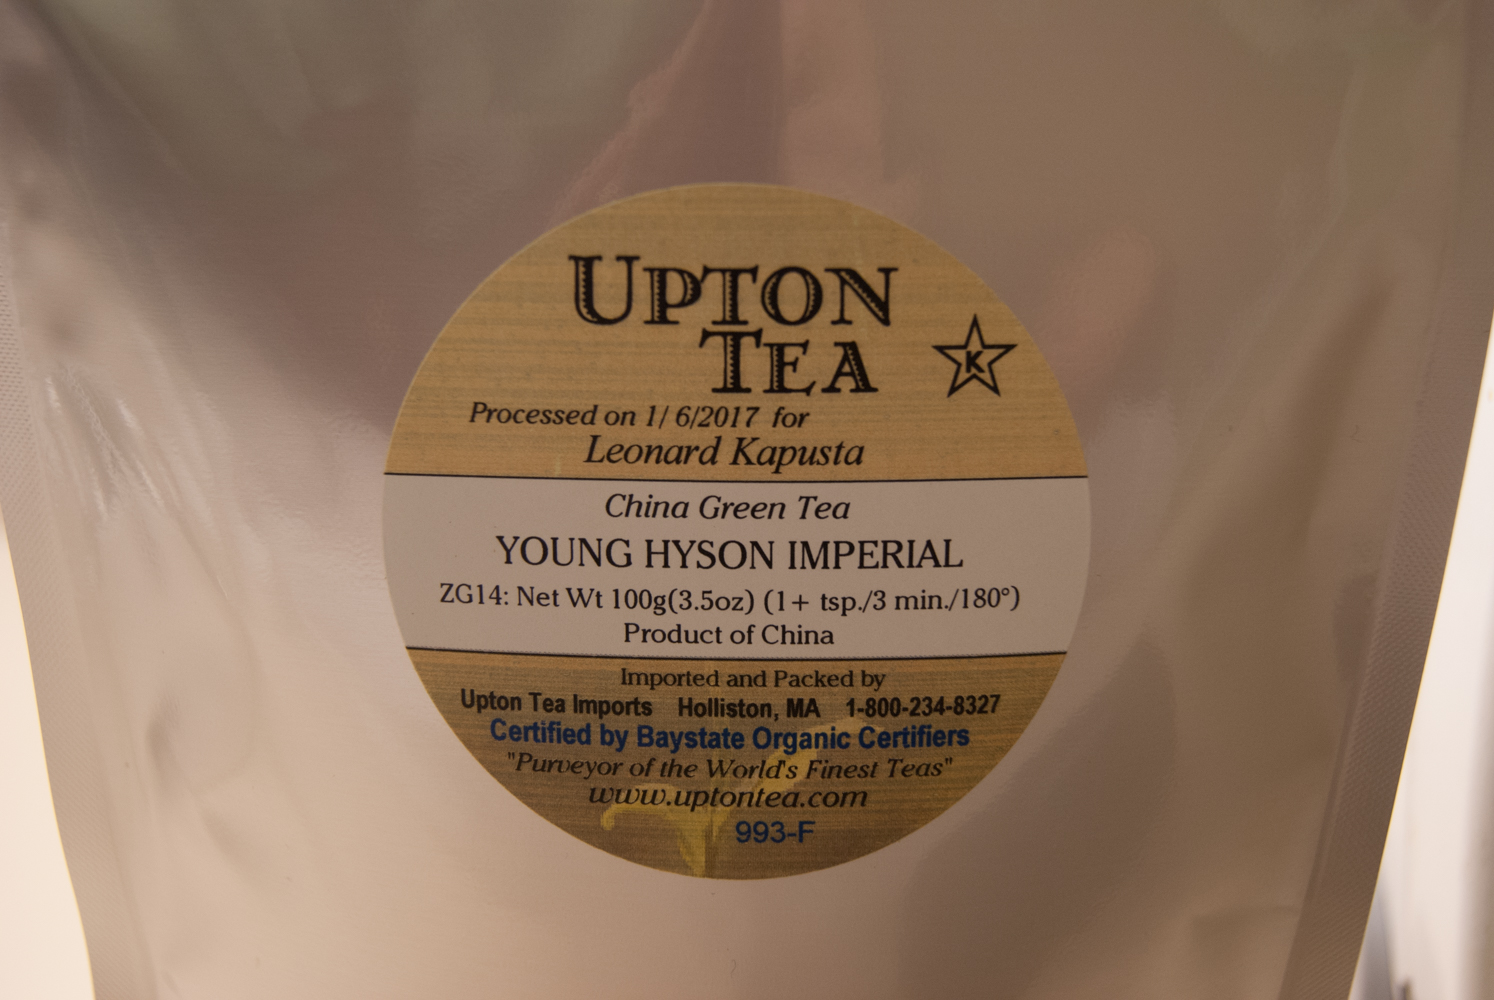 UPTON
TEA
K
Processed on 1/ 6/2017 for
Leonard Kapusta
China Green Tea
YOUNG HYSON IMPERIAL
ZG14: Net Wt 100g(3.5oz) (1+ tsp./3 min./180°)
Product of China
Imported and Packed by
Upton Tea Imports Holliston, MA 1-800-234-8327
Certified by Baystate Organic Certifiers
"Purveyor of the World's Finest Teas"
www.uptontea.com
993-F